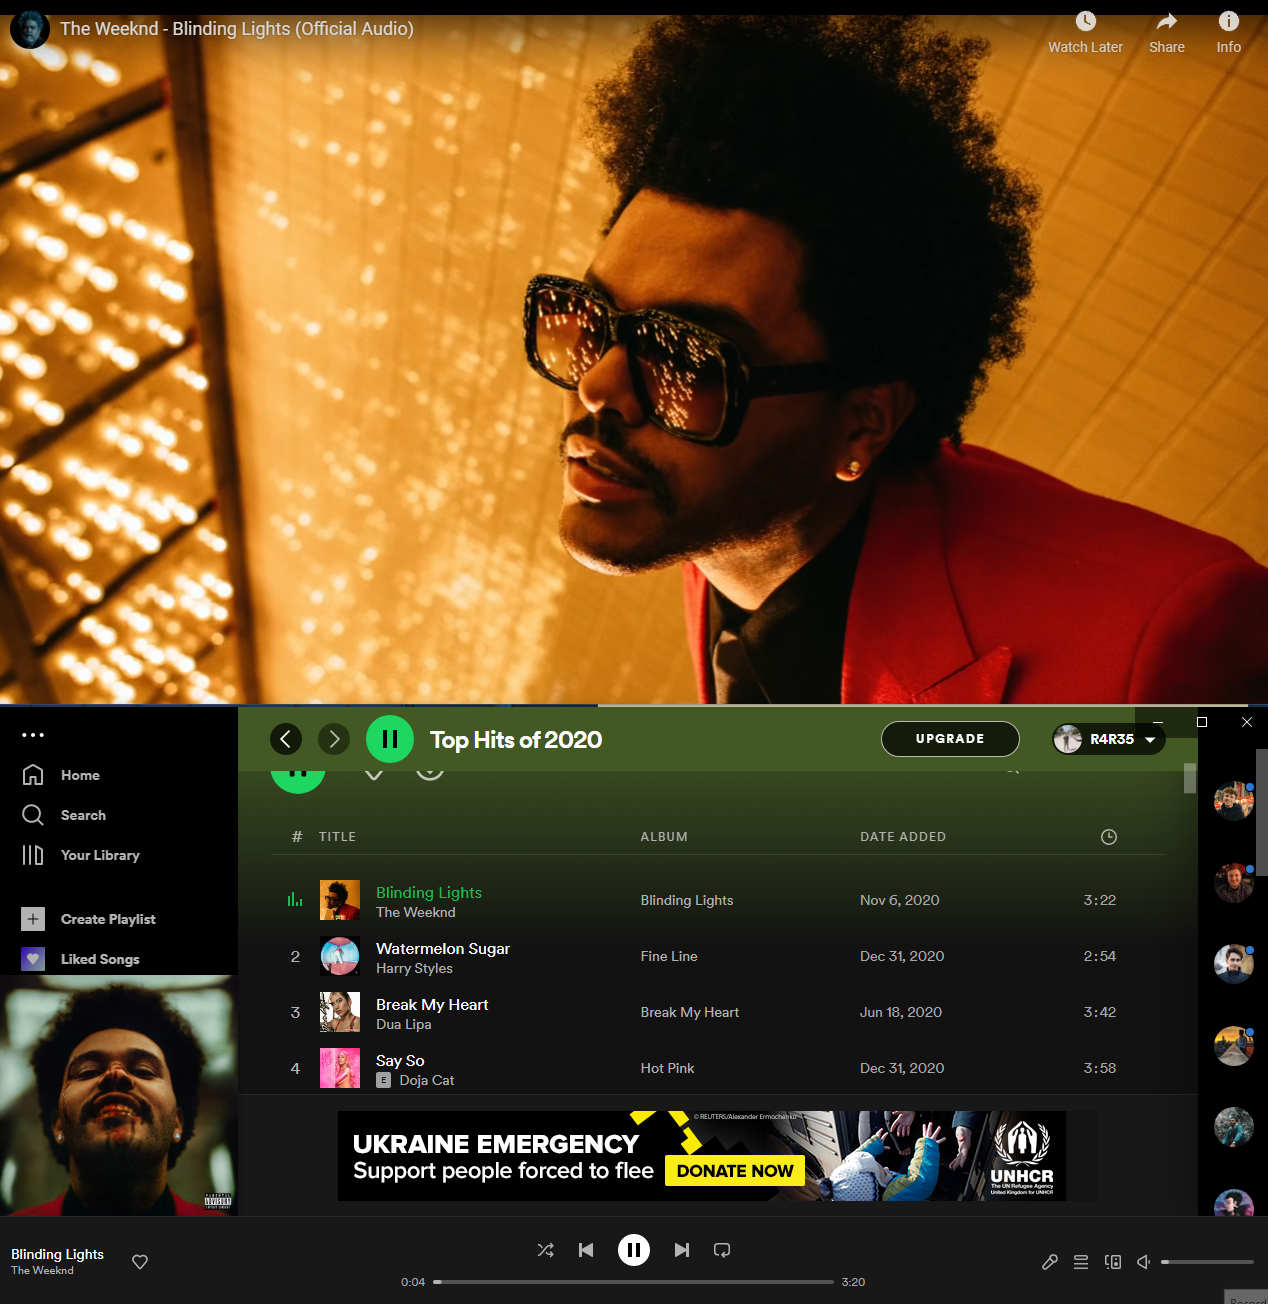 The Weeknd - Blinding Lights (Official Audio)
Watch Later
Share
Info
Top Hits of 2020
UPGRADE
R4R35
Home
Search
Your Library
Create Playlist
Liked Songs
# TITLE ALBUM DATE ADDED
Blinding Lights
The Weeknd
Blinding Lights
Nov 6, 2020
3:22
2
Watermelon Sugar
Harry Styles
Fine Line
Dec 31, 2020
2:54
3
Break My Heart
Dua Lipa
Break My Heart
Jun 18, 2020
3:42
4
Say So
E Doja Cat
Hot Pink
Dec 31, 2020
3:58
PARENTAL
ADVISORY
EXPLICIT CONTENT
© REUTERS/Alexander Ermochenko
UKRAINE EMERGENCY
Support people forced to flee
DONATE NOW
UNHCR
The UN Refugee Agency
United Kingdom for UNHCR
Blinding Lights
The Weeknd
0:04
3:20
Record